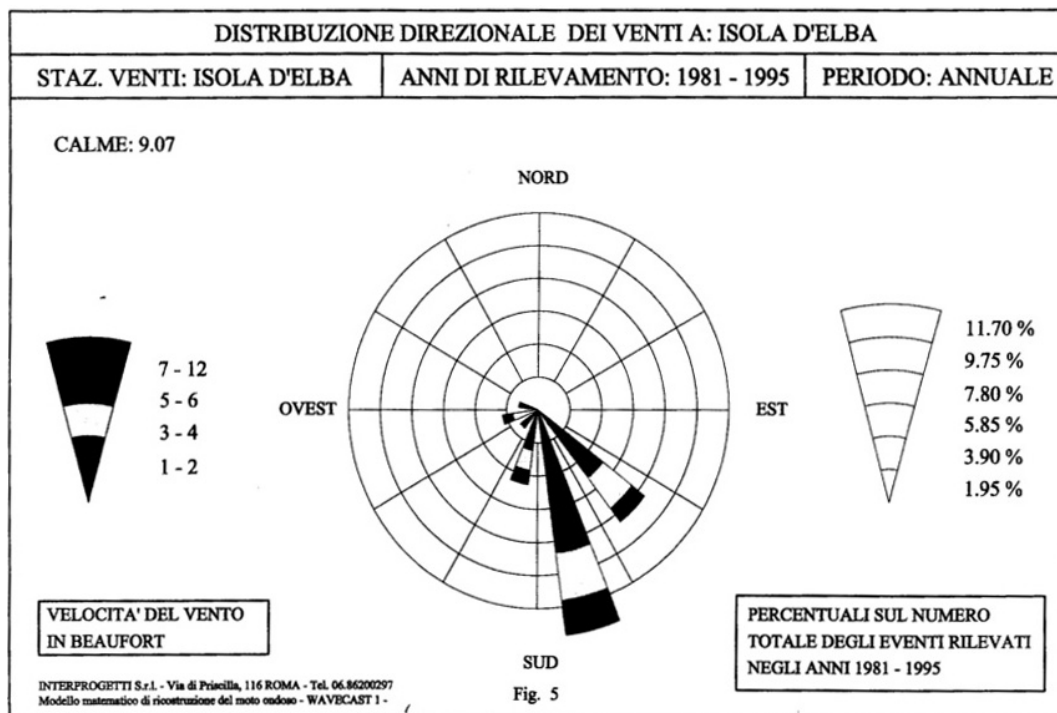 DISTRIBUZIONE DIREZIONALE DEI VENTI A: ISOLA D'ELBA
STAZ. VENTI: ISOLA D'ELBA
ANNI DI RILEVAMENTO: 1981 - 1995
PERIODO: ANNUALE
CALME: 9.07
NORD
OVEST
EST
SUD
7 - 12
5 - 6
3 - 4
1 - 2
11.70 %
9.75 %
7.80 %
5.85 %
3.90 %
1.95 %
VELOCITA' DEL VENTO
IN BEAUFORT
PERCENTUALI SUL NUMERO
TOTALE DEGLI EVENTI RILEVATI
NEGLI ANNI 1981 - 1995
INTERPROGETTI S.r.l. - Via di Priscilla, 116 ROMA - Tel. 06.86200297
Modello matematico di ricostruzione del moto ondoso - WAVECAST 1 -
Fig. 5